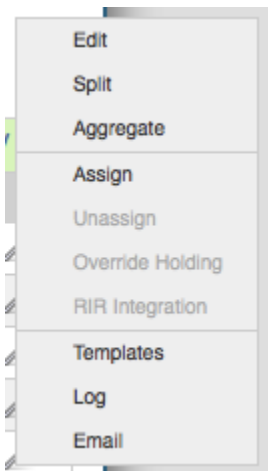 Edit
Split
Aggregate
Assign
Unassign
Override Holding
RIR Integration
Templates
Log
Email